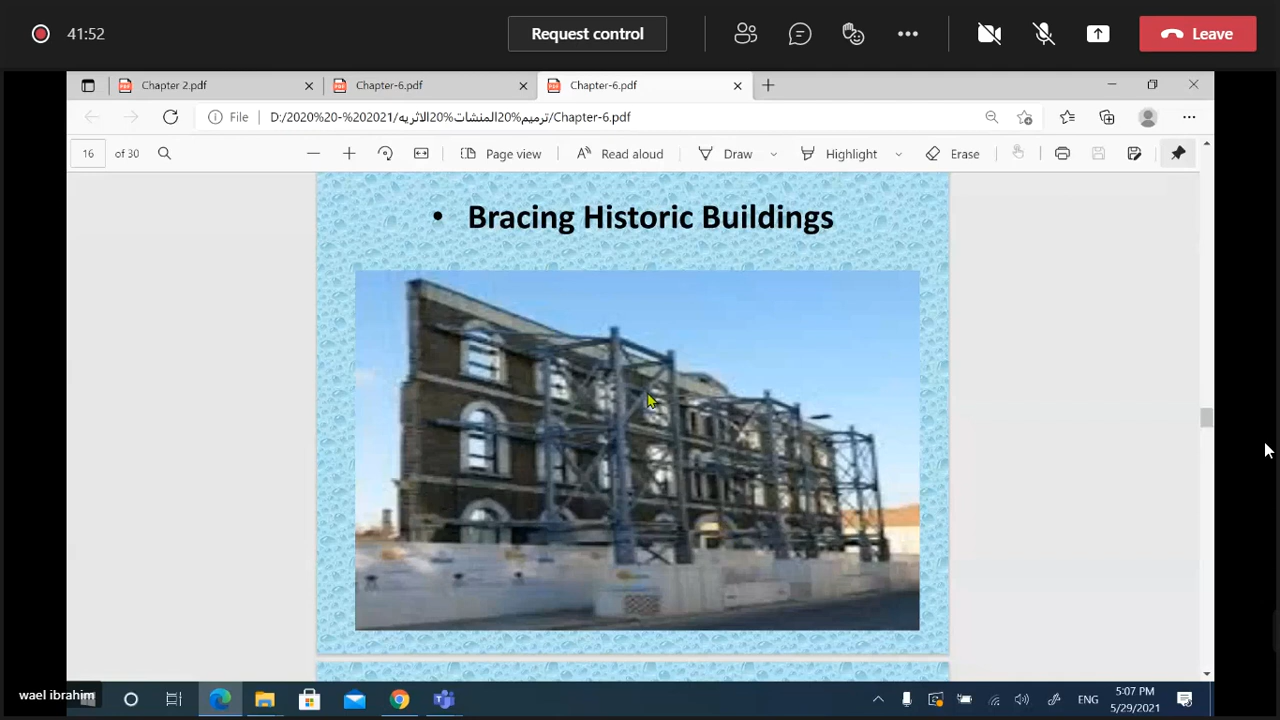 41:52
Request control
Leave
Chapter 2.pdf
Chapter-6.pdf
Chapter-6.pdf
File
D:/2020%20-%202021/ترميم%20المنشات%20الاثريه/Chapter-6.pdf
16 of 30
Page view
Read aloud
Draw
Highlight
Erase
• Bracing Historic Buildings
wael ibrahim
ENG
5:07 PM
5/29/2021